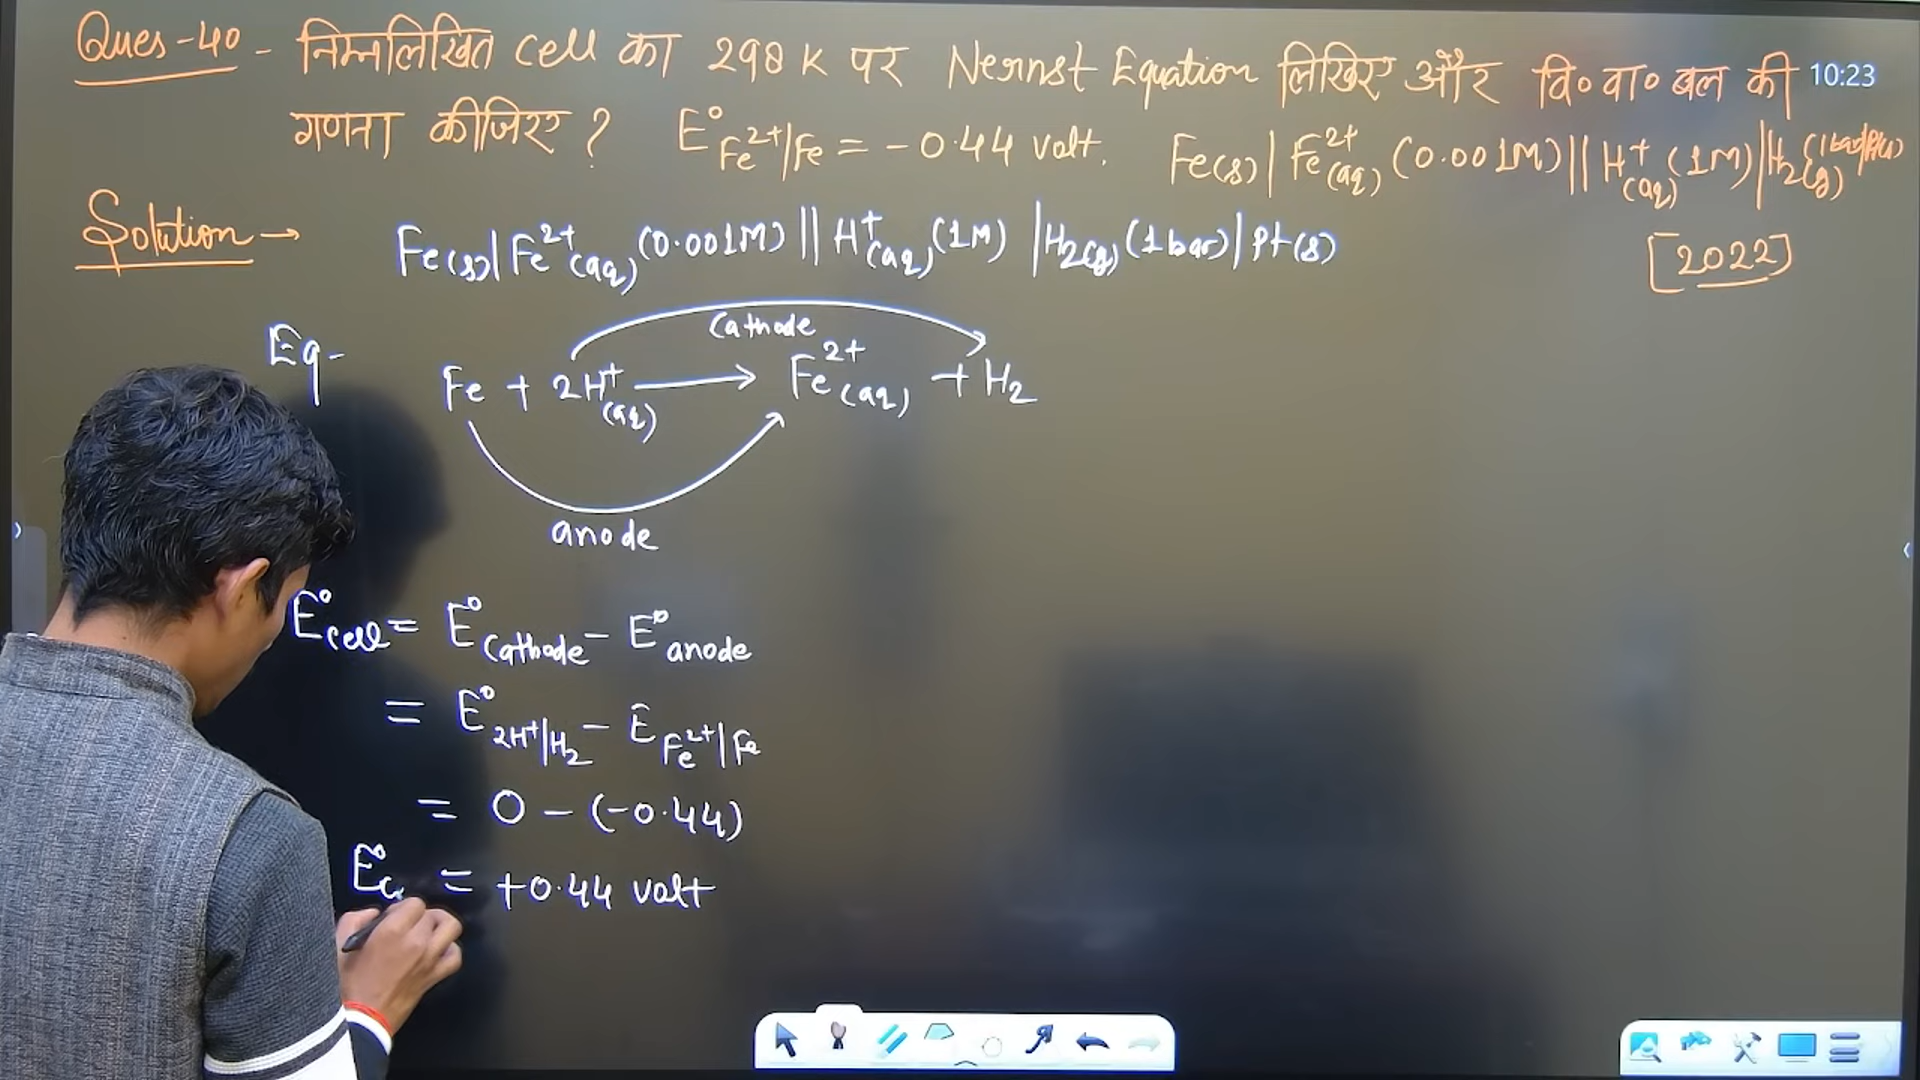 Ques-40 - निम्नलिखित cell का 298 K पर Nernst Equation लिखिए और वि० वा० बल की
10:23
गणना कीजिए ? E°Fe²⁺/Fe = -0.44 volt. Fe(s) | Fe²⁺(aq) (0.001M) || H⁺(aq) (1M) | H₂(g)
[2022]
Solution →
Fe(s) | Fe²⁺(aq) (0.001M) || H⁺(aq) (1M) | H₂(g) (1 bar) | Pt(s)
Cathode
Eq-
Fe + 2H⁺(aq) → Fe²⁺(aq) + H₂
anode
E°cell = E°Cathode - E°anode
= E°2H⁺|H₂ - E Fe²⁺|Fe
= 0 - (-0.44)
E° = +0.44 volt